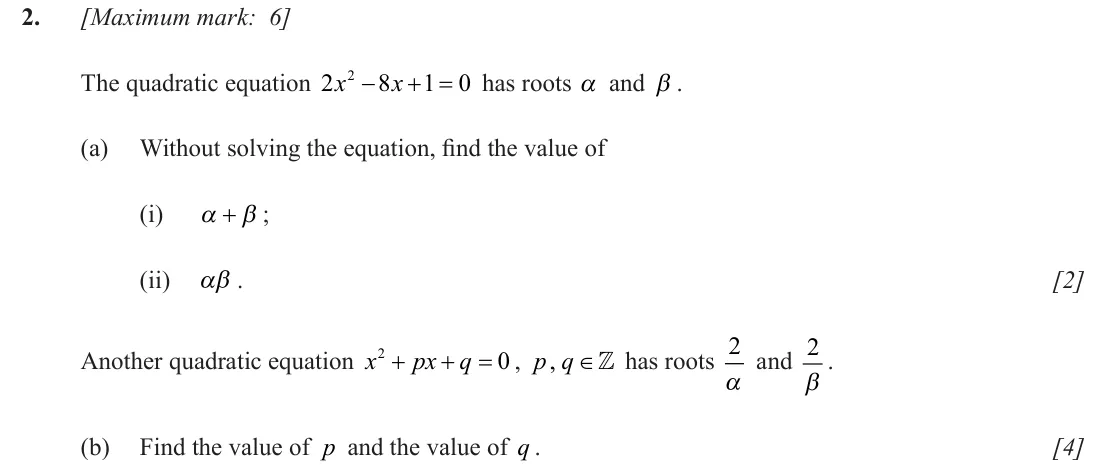 2. [Maximum mark: 6]
The quadratic equation 2x² − 8x + 1 = 0 has roots α and β.
(a) Without solving the equation, find the value of
(i) α + β;
(ii) αβ. [2]
Another quadratic equation x² + px + q = 0, p, q ∈ ℤ has roots 2/α and 2/β.
(b) Find the value of p and the value of q. [4]